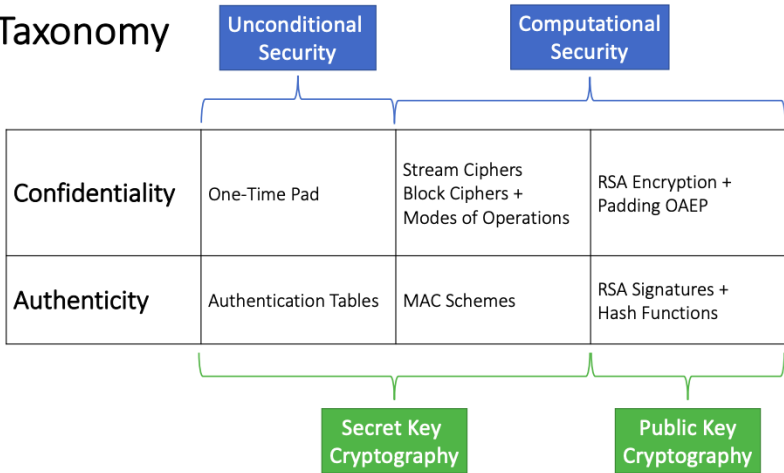 Taxonomy
Unconditional
Security
Computational
Security
Confidentiality
One-Time Pad
Stream Ciphers
Block Ciphers +
Modes of Operations
RSA Encryption +
Padding OAEP
Authenticity
Authentication Tables
MAC Schemes
RSA Signatures +
Hash Functions
Secret Key
Cryptography
Public Key
Cryptography